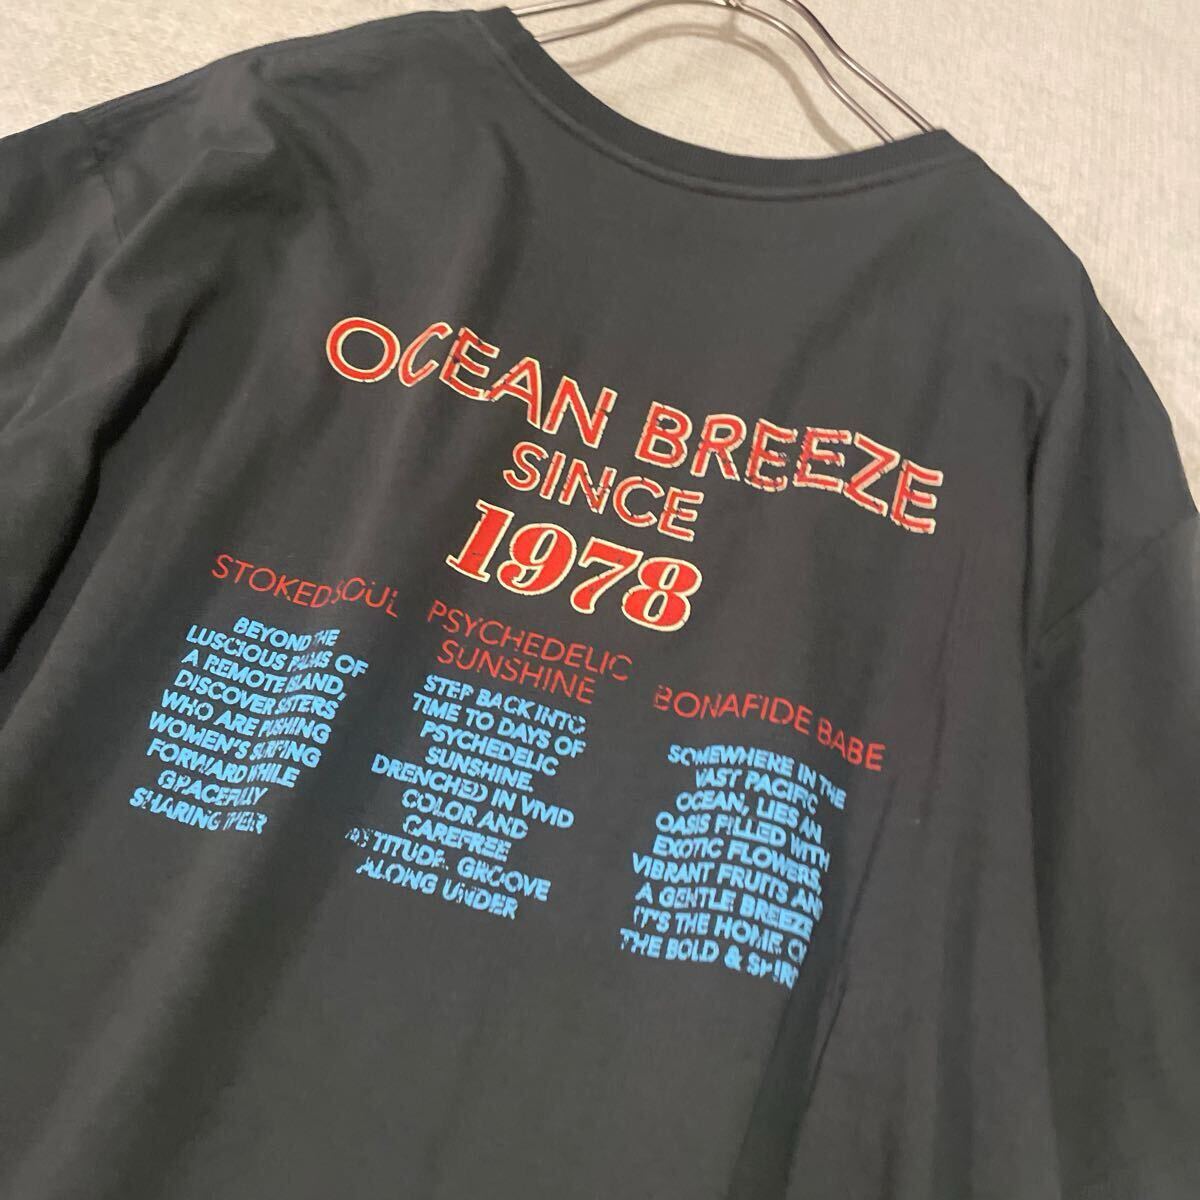 OCEAN BREEZE
SINCE
1978
STOKED SOUL
BEYOND THE
LUSCIOUS PALMS OF
A REMOTE ISLAND,
DISCOVER SISTERS
WHO ARE PUSHING
WOMEN'S SURFING
FORWARD WHILE
GRACEFULLY
SHARING THEIR
PSYCHEDELIC
SUNSHINE
STEP BACK INTO
TIME TO DAYS OF
PSYCHEDELIC
SUNSHINE.
DRENCHED IN VIVID
COLOR AND
CAREFREE
ATTITUDE. GROOVE
ALONG UNDER
BONAFIDE BABE
SOMEWHERE IN THE
VAST PACIFIC
OCEAN, LIES AN
OASIS FILLED WITH
EXOTIC FLOWERS,
VIBRANT FRUITS AND
A GENTLE BREEZE
IT'S THE HOME OF
THE BOLD &